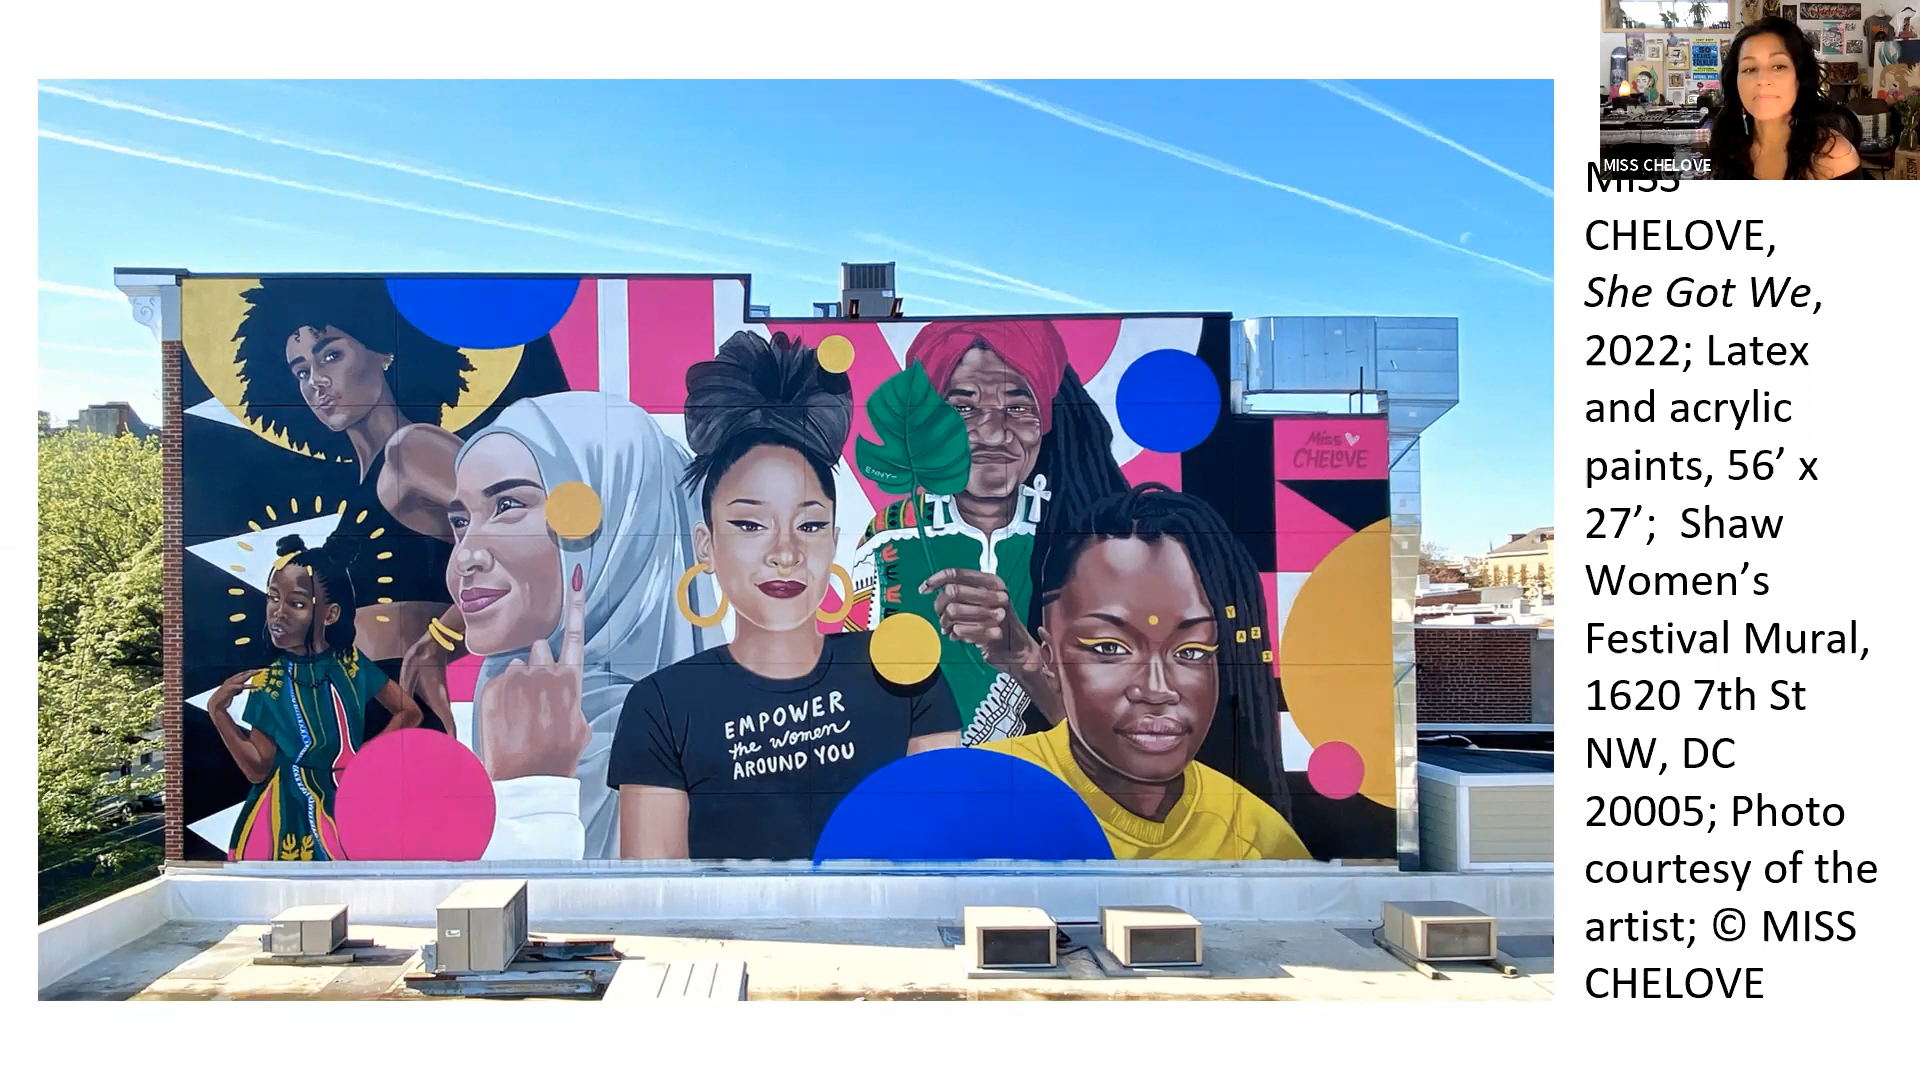 MISS CHELOVE
MISS
CHELOVE,
She Got We,
2022; Latex
and acrylic
paints, 56’ x
27’; Shaw
Women’s
Festival Mural,
1620 7th St
NW, DC
20005; Photo
courtesy of the
artist; © MISS
CHELOVE
Miss
CHELOVE
ENNY~
Y
A Z
I
EMPOWER
the women
AROUND YOU